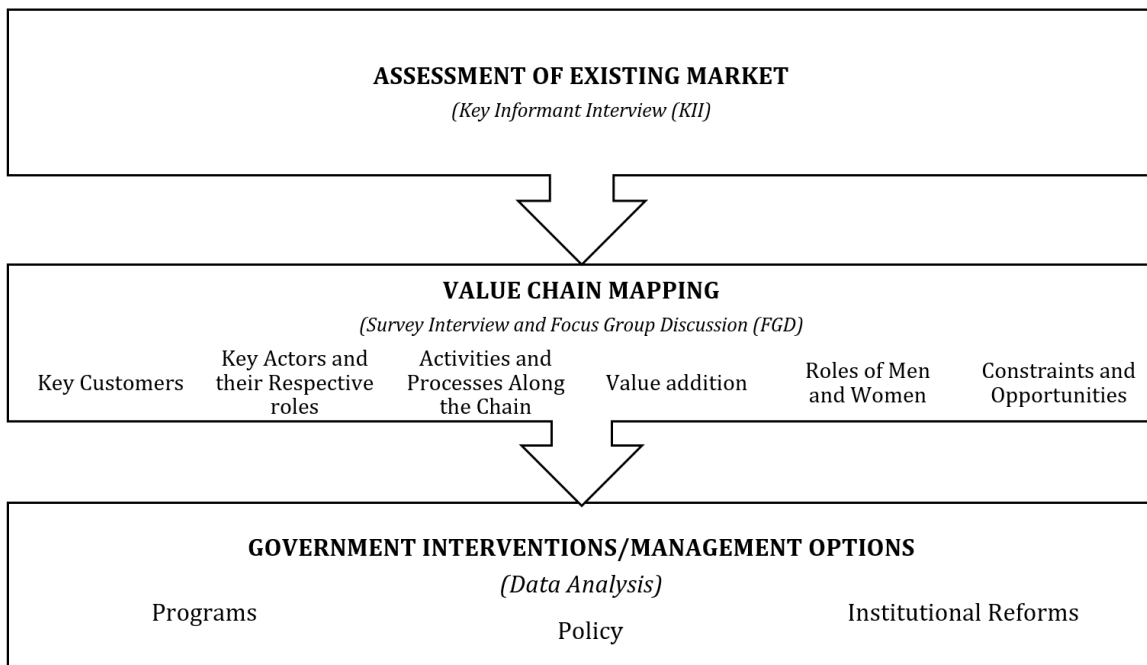 ASSESSMENT OF EXISTING MARKET
(Key Informant Interview (KII)
VALUE CHAIN MAPPING
(Survey Interview and Focus Group Discussion (FGD)
Key Customers
Key Actors and
their Respective
roles
Activities and
Processes Along
the Chain
Value addition
Roles of Men
and Women
Constraints and
Opportunities
GOVERNMENT INTERVENTIONS/MANAGEMENT OPTIONS
(Data Analysis)
Programs
Policy
Institutional Reforms